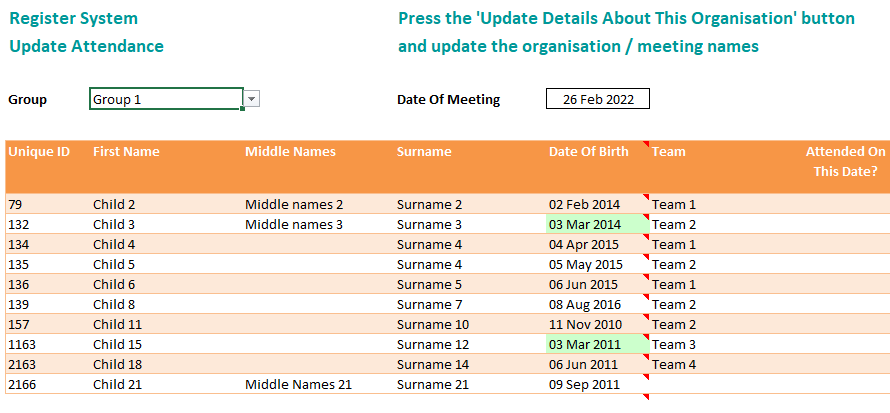 Register System
Press the 'Update Details About This Organisation' button
Update Attendance
and update the organisation / meeting names
Group Group 1 Date Of Meeting 26 Feb 2022
Unique ID First Name Middle Names Surname Date Of Birth Team Attended On
This Date?
79 Child 2 Middle names 2 Surname 2 02 Feb 2014 Team 1
132 Child 3 Middle names 3 Surname 3 03 Mar 2014 Team 2
134 Child 4 Surname 4 04 Apr 2015 Team 1
135 Child 5 Surname 4 05 May 2015 Team 2
136 Child 6 Surname 5 06 Jun 2015 Team 1
139 Child 8 Surname 7 08 Aug 2016 Team 2
157 Child 11 Surname 10 11 Nov 2010 Team 2
1163 Child 15 Surname 12 03 Mar 2011 Team 3
2163 Child 18 Surname 14 06 Jun 2011 Team 4
2166 Child 21 Middle Names 21 Surname 21 09 Sep 2011